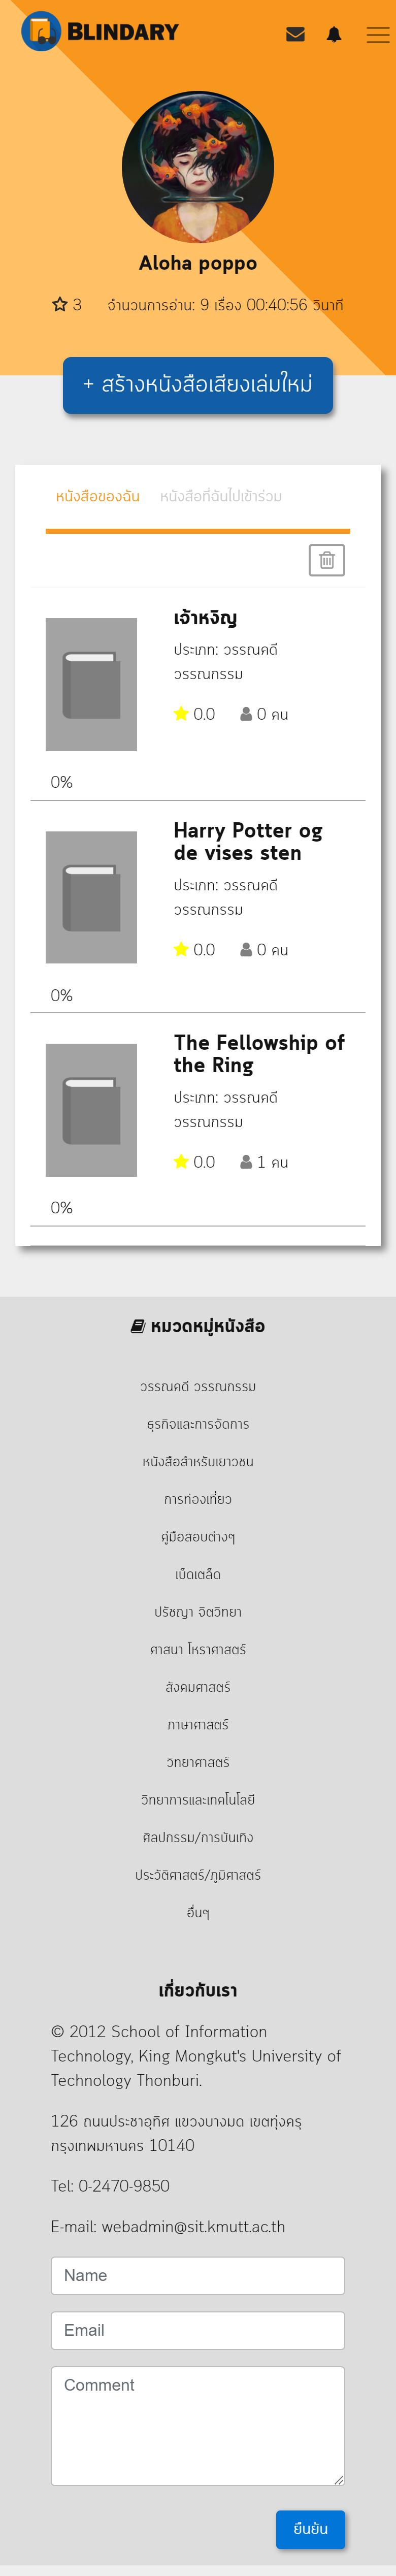 BLINDARY
Aloha poppo
3 จำนวนการอ่าน: 9 เรื่อง 00:40:56 วินาที
+ สร้างหนังสือเสียงเล่มใหม่
หนังสือของฉัน หนังสือที่ฉันไปเข้าร่วม
เจ้าหงิญ
ประเภท: วรรณคดี
วรรณกรรม
0.0 0 คน
0%
Harry Potter og
de vises sten
ประเภท: วรรณคดี
วรรณกรรม
0.0 0 คน
0%
The Fellowship of
the Ring
ประเภท: วรรณคดี
วรรณกรรม
0.0 1 คน
0%
หมวดหมู่หนังสือ
วรรณคดี วรรณกรรม
ธุรกิจและการจัดการ
หนังสือสำหรับเยาวชน
การท่องเที่ยว
คู่มือสอบต่างๆ
เบ็ดเตล็ด
ปรัชญา จิตวิทยา
ศาสนา โหราศาสตร์
สังคมศาสตร์
ภาษาศาสตร์
วิทยาศาสตร์
วิทยาการและเทคโนโลยี
ศิลปกรรม/การบันเทิง
ประวัติศาสตร์/ภูมิศาสตร์
อื่นๆ
เกี่ยวกับเรา
© 2012 School of Information
Technology, King Mongkut's University of
Technology Thonburi.
126 ถนนประชาอุทิศ แขวงบางมด เขตทุ่งครุ
กรุงเทพมหานคร 10140
Tel: 0-2470-9850
E-mail: webadmin@sit.kmutt.ac.th
Name
Email
Comment
ยืนยัน